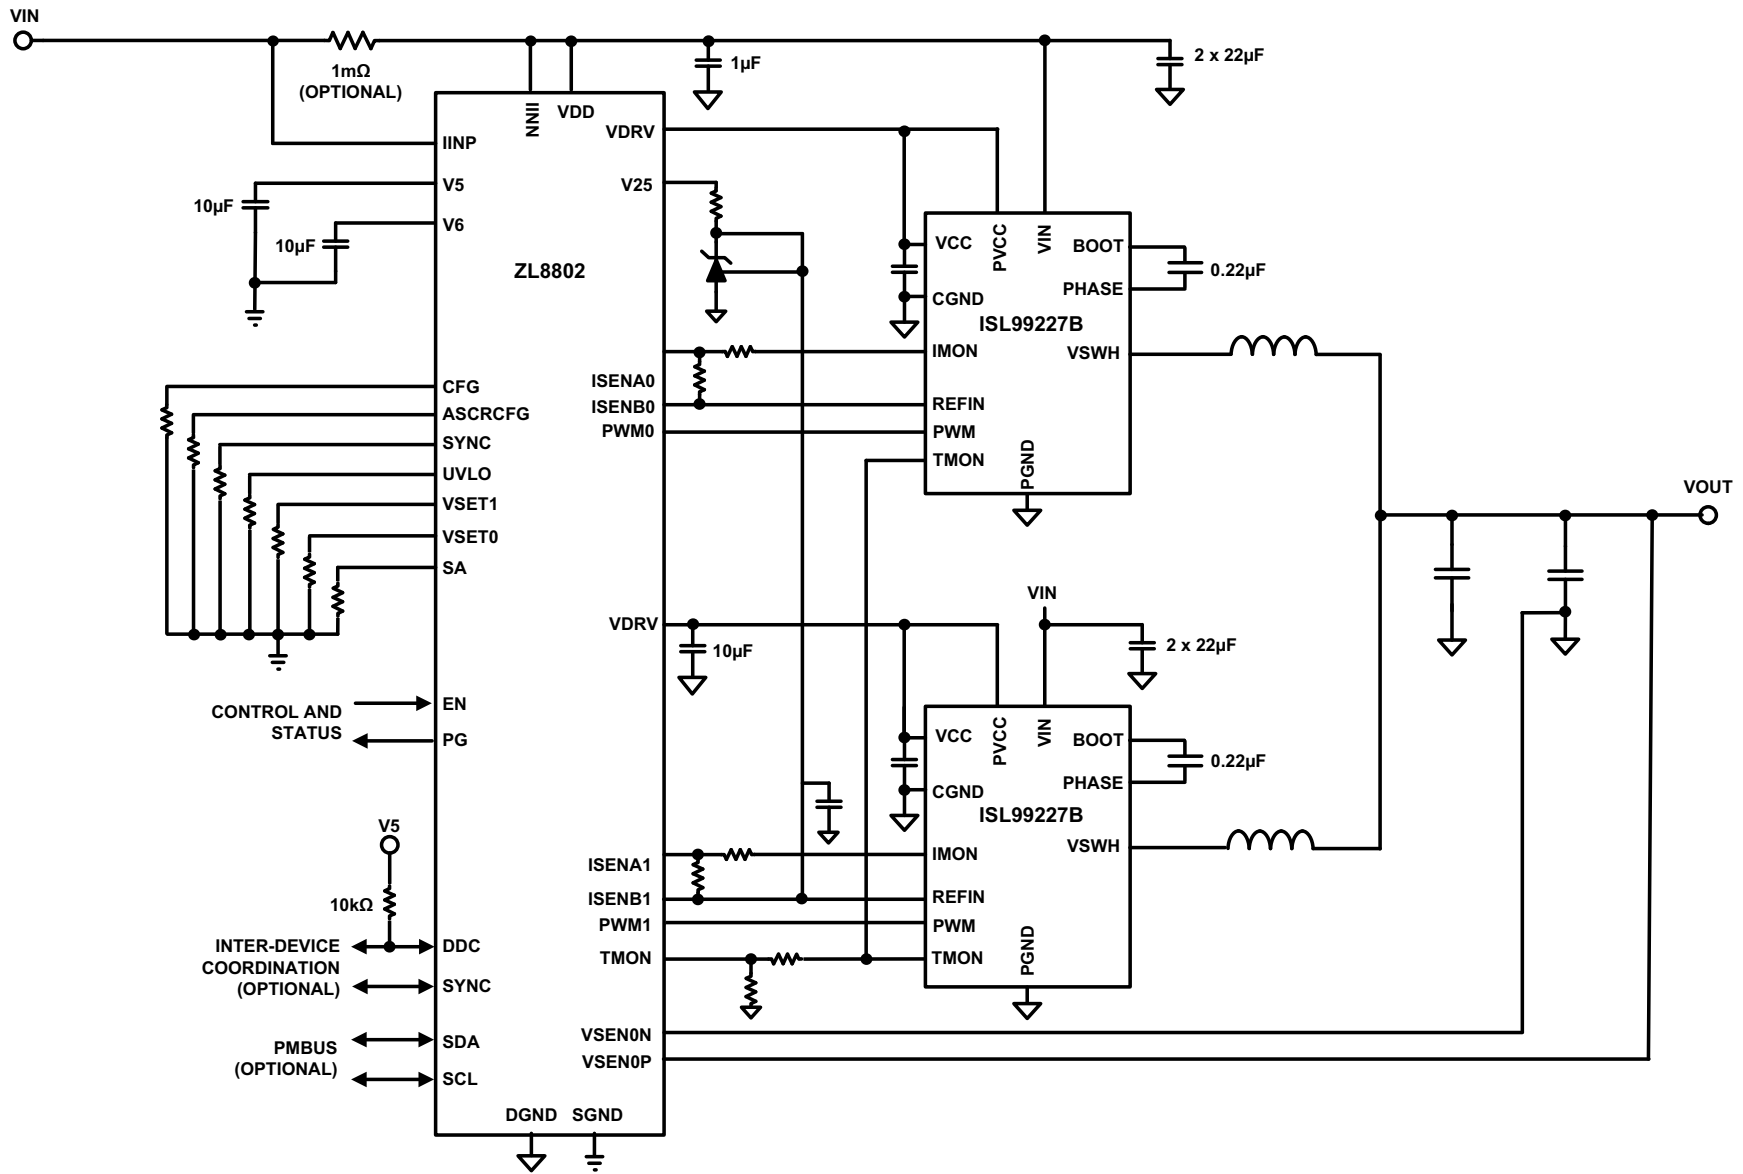 VIN
1mΩ
(OPTIONAL)
1µF
2 x 22µF
IINN
VDD
VDRV
IINP
V5
V25
10µF
V6
10µF
ZL8802
VCC
PVCC
VIN
BOOT
0.22µF
PHASE
CGND
ISL99227B
IMON
VSWH
ISENA0
ISENB0
REFIN
PWM0
PWM
TMON
PGND
CFG
ASCRCFG
SYNC
UVLO
VSET1
VSET0
SA
VOUT
VIN
VDRV
10µF
2 x 22µF
EN
CONTROL AND
STATUS
PG
VCC
PVCC
VIN
BOOT
0.22µF
PHASE
CGND
ISL99227B
V5
IMON
VSWH
ISENA1
ISENB1
REFIN
10kΩ
PWM1
PWM
INTER-DEVICE
COORDINATION
(OPTIONAL)
DDC
TMON
TMON
PGND
SYNC
PMBUS
(OPTIONAL)
SDA
SCL
VSEN0N
VSEN0P
DGND
SGND